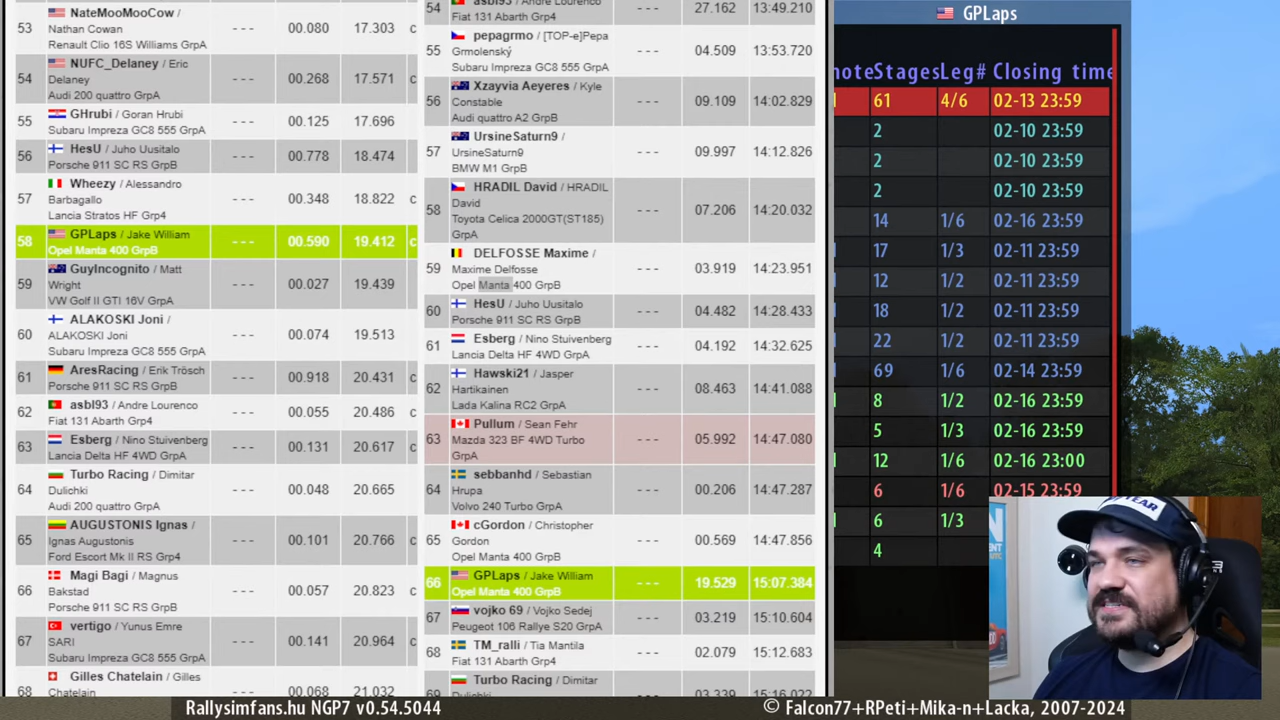 53 NateMooMooCow / Nathan Cowan Renault Clio 16S Williams GrpA --- 00.080 17.303 c
54 NUFC_Delaney / Eric Delaney Audi 200 quattro GrpA --- 00.268 17.571 c
55 GHrubi / Goran Hrubi Subaru Impreza GC8 555 GrpA --- 00.125 17.696 c
56 HesU / Juho Uusitalo Porsche 911 SC RS GrpB --- 00.778 18.474 c
57 Wheezy / Alessandro Barbagallo Lancia Stratos HF Grp4 --- 00.348 18.822 c
58 GPLaps / Jake William Opel Manta 400 GrpB --- 00.590 19.412 c
59 GuyIncognito / Matt Wright VW Golf II GTI 16V GrpA --- 00.027 19.439
60 ALAKOSKI Joni / ALAKOSKI Joni Subaru Impreza GC8 555 GrpA --- 00.074 19.513
61 AresRacing / Erik Trösch Porsche 911 SC RS GrpB --- 00.918 20.431 c
62 asbl93 / Andre Lourenco Fiat 131 Abarth Grp4 --- 00.055 20.486 c
63 Esberg / Nino Stuivenberg Lancia Delta HF 4WD GrpA --- 00.131 20.617 c
64 Turbo Racing / Dimitar Dulichki Audi 200 quattro GrpA --- 00.048 20.665
65 AUGUSTONIS Ignas / Ignas Augustonis Ford Escort Mk II RS Grp4 --- 00.101 20.766 c
66 Magi Bagi / Magnus Bakstad Porsche 911 SC RS GrpB --- 00.057 20.823 c
67 vertigo / Yunus Emre SARI Subaru Impreza GC8 555 GrpA --- 00.141 20.964 c
68 Gilles Chatelain / Gilles Chatelain --- 00.068 21.032
54 asbl93 / Andre Lourenco Fiat 131 Abarth Grp4 --- 27.162 13:49.210
55 pepagrmo / [TOP-e]Pepa Grmolenský Subaru Impreza GC8 555 GrpA --- 04.509 13:53.720
56 Xzayvia Aeyeres / Kyle Constable Audi quattro A2 GrpB --- 09.109 14:02.829
57 UrsineSaturn9 / UrsineSaturn9 BMW M1 GrpB --- 09.997 14:12.826
58 HRADIL David / HRADIL David Toyota Celica 2000GT(ST185) GrpA --- 07.206 14:20.032
59 DELFOSSE Maxime / Maxime Delfosse Opel Manta 400 GrpB --- 03.919 14:23.951
60 HesU / Juho Uusitalo Porsche 911 SC RS GrpB --- 04.482 14:28.433
61 Esberg / Nino Stuivenberg Lancia Delta HF 4WD GrpA --- 04.192 14:32.625
62 Hawski21 / Jasper Hartikainen Lada Kalina RC2 GrpA --- 08.463 14:41.088
63 Pullum / Sean Fehr Mazda 323 BF 4WD Turbo GrpA --- 05.992 14:47.080
64 sebbanhd / Sebastian Hrupa Volvo 240 Turbo GrpA --- 00.206 14:47.287
65 cGordon / Christopher Gordon Opel Manta 400 GrpB --- 00.569 14:47.856
66 GPLaps / Jake William Opel Manta 400 GrpB --- 19.529 15:07.384
67 vojko 69 / Vojko Sedej Peugeot 106 Rallye S20 GrpA --- 03.219 15:10.604
68 TM_ralli / Tia Mantila Fiat 131 Abarth Grp4 --- 02.079 15:12.683
69 Turbo Racing / Dimitar Dulichki --- 03.339 15:16.022
GPLaps
Stages Leg# Closing time
61 4/6 02-13 23:59
2 02-10 23:59
2 02-10 23:59
2 02-10 23:59
14 1/6 02-16 23:59
17 1/3 02-11 23:59
12 1/2 02-11 23:59
18 1/2 02-11 23:59
22 1/2 02-11 23:59
69 1/6 02-14 23:59
8 1/2 02-16 23:59
5 1/3 02-16 23:59
12 1/6 02-16 23:00
6 1/6 02-15 23:59
6 1/3
4
Rallysimfans.hu NGP7 v0.54.5044
© Falcon77+RPeti+Mika-n+Lacka, 2007-2024